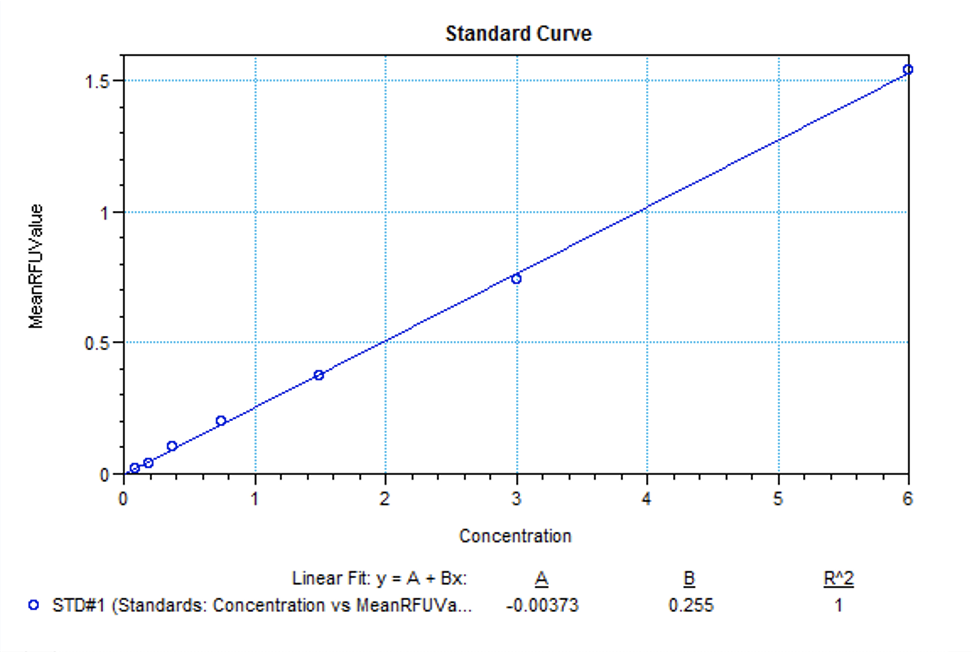 Standard Curve
1.5
1
0.5
0
MeanRFUValue
0 1 2 3 4 5 6
Concentration
Linear Fit: y = A + Bx: A B R^2
STD#1 (Standards: Concentration vs MeanRFUVa... -0.00373 0.255 1